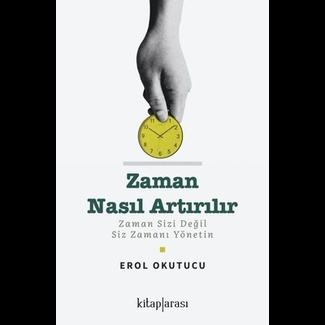 Zaman
Nasıl Artırılır
Zaman Sizi Değil
Siz Zamanı Yönetin
EROL OKUTUCU
kitap|arası